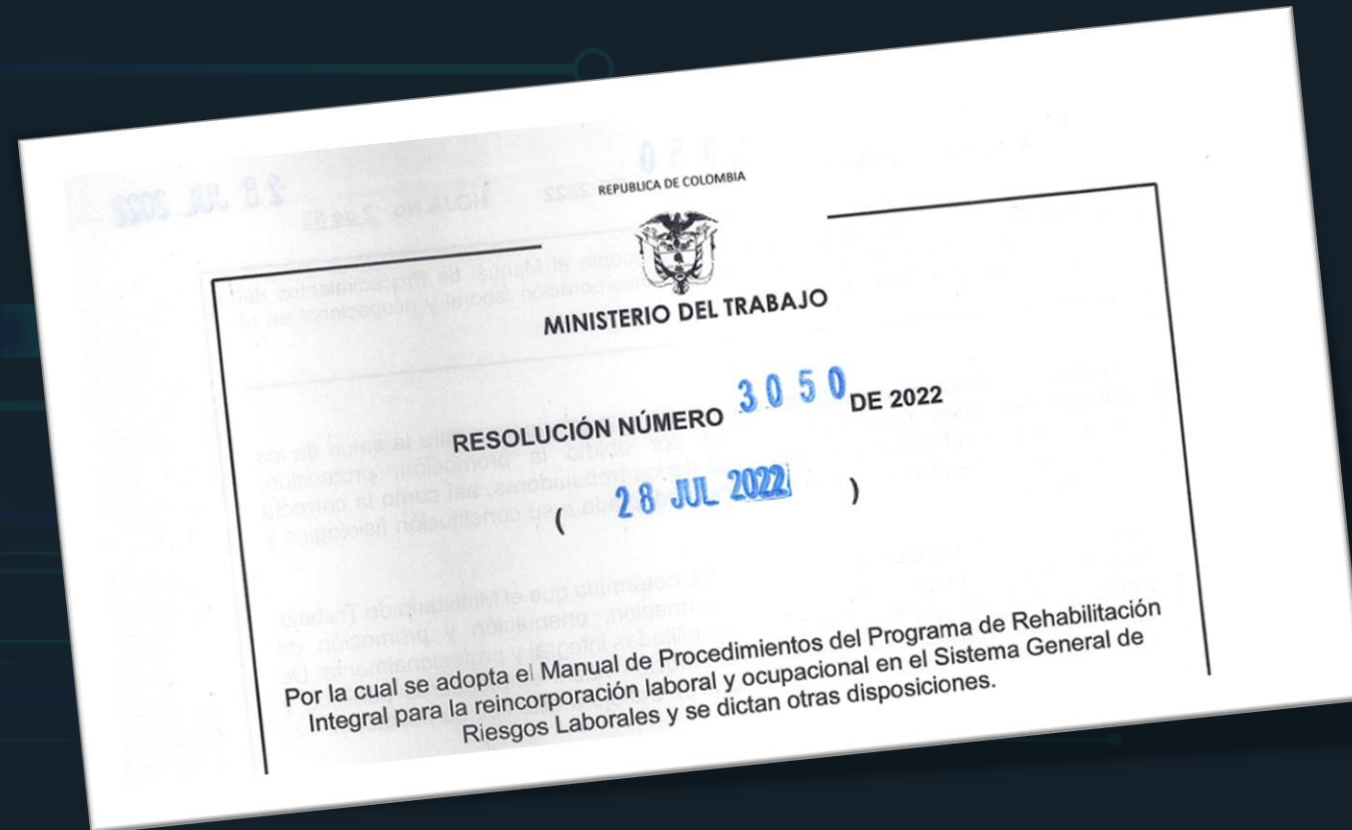 REPUBLICA DE COLOMBIA
MINISTERIO DEL TRABAJO
RESOLUCIÓN NÚMERO 3050 DE 2022
( 28 JUL 2022 )
Por la cual se adopta el Manual de Procedimientos del Programa de Rehabilitación
Integral para la reincorporación laboral y ocupacional en el Sistema General de
Riesgos Laborales y se dictan otras disposiciones.